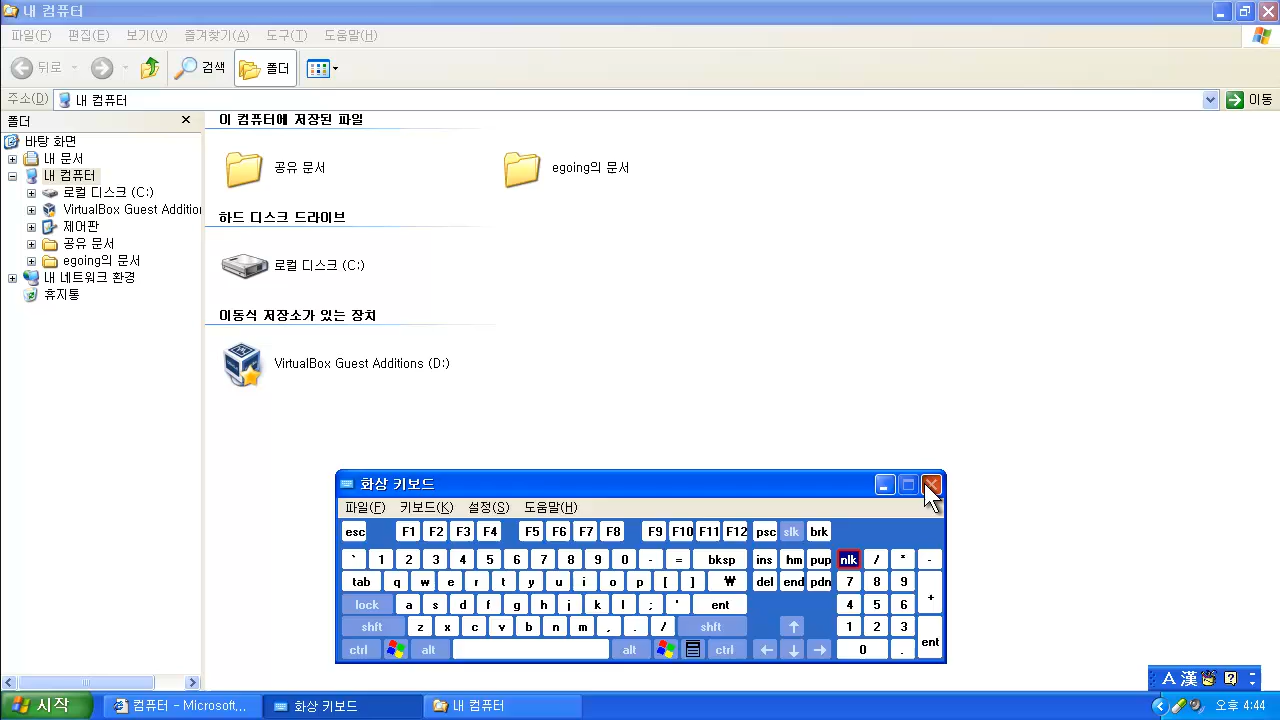 내 컴퓨터
파일(F) 편집(E) 보기(V) 즐겨찾기(A) 도구(T) 도움말(H)
뒤로 검색 폴더
주소(D) 내 컴퓨터 이동
폴더
바탕 화면
내 문서
내 컴퓨터
로컬 디스크 (C:)
VirtualBox Guest Additio
제어판
공유 문서
egoing의 문서
내 네트워크 환경
휴지통
이 컴퓨터에 저장된 파일
공유 문서 egoing의 문서
하드 디스크 드라이브
로컬 디스크 (C:)
이동식 저장소가 있는 장치
VirtualBox Guest Additions (D:)
화상 키보드
파일(F) 키보드(K) 설정(S) 도움말(H)
esc F1 F2 F3 F4 F5 F6 F7 F8 F9 F10 F11 F12 psc slk brk
` 1 2 3 4 5 6 7 8 9 0 - = bksp ins hm pup nlk / * -
tab q w e r t y u i o p [ ] ₩ del end pdn 7 8 9 +
lock a s d f g h j k l ; ' ent 4 5 6
shft z x c v b n m , . / shft ↑ 1 2 3 ent
ctrl alt alt ctrl ← ↓ → 0 .
A 漢 ?
시작 컴퓨터 - Microsoft,... 화상 키보드 내 컴퓨터 오후 4:44